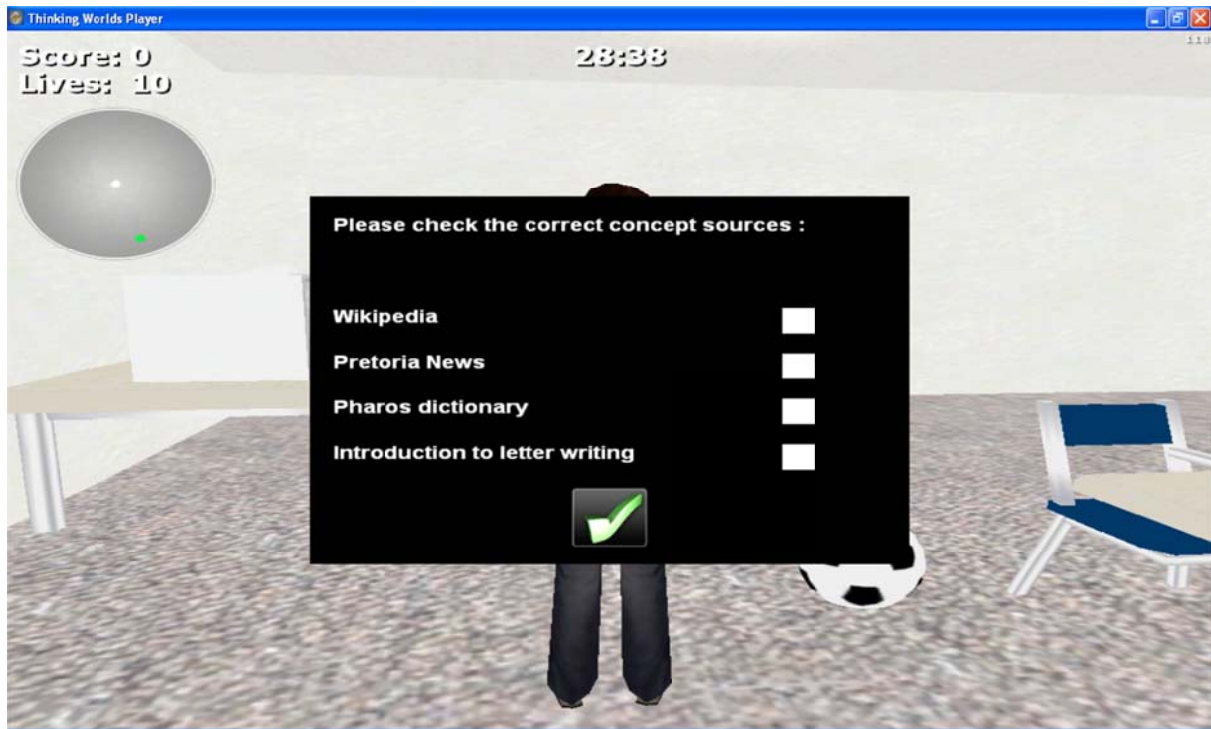 Thinking Worlds Player
118
Score: 0
28:38
Lives: 10
Please check the correct concept sources :
Wikipedia
Pretoria News
Pharos dictionary
Introduction to letter writing